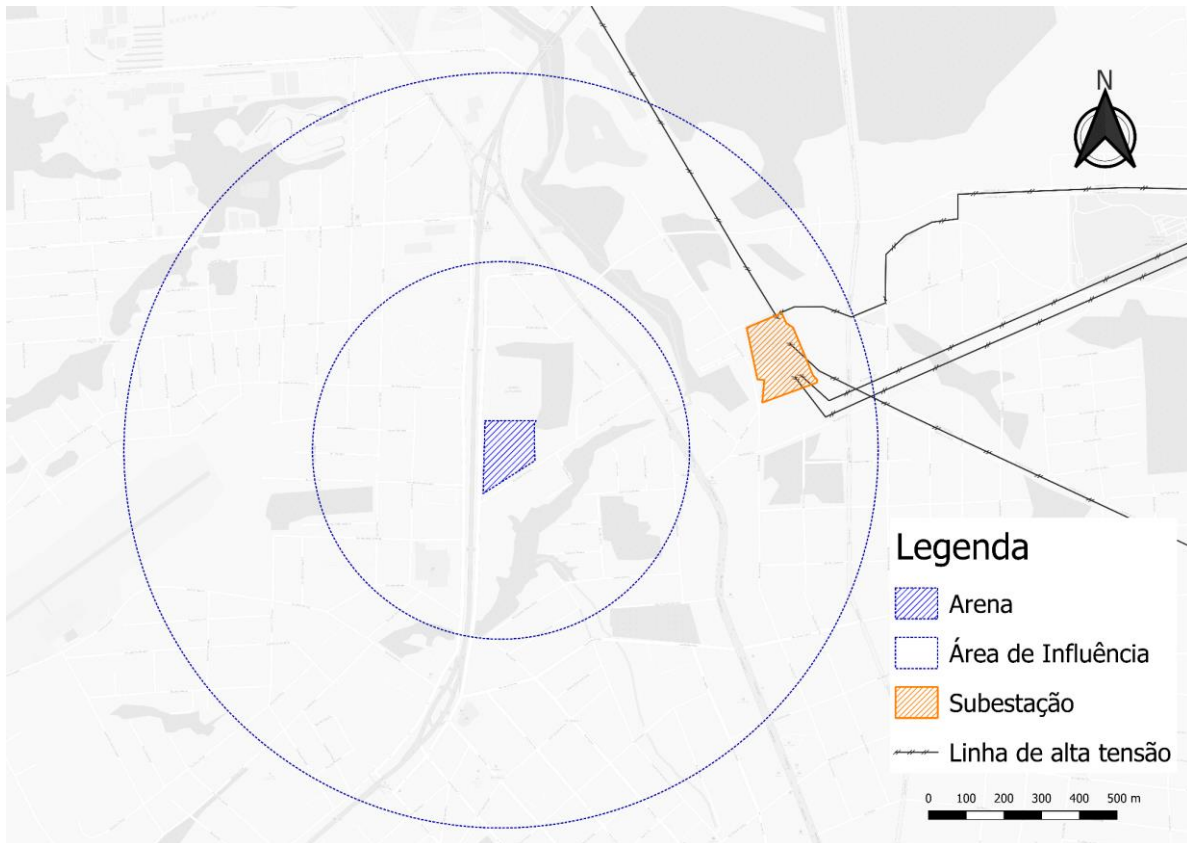 N
Legenda
Arena
Área de Influência
Subestação
Linha de alta tensão
0 100 200 300 400 500 m